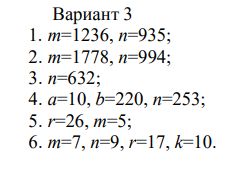 Вариант 3
1. m=1236, n=935;
2. m=1778, n=994;
3. n=632;
4. a=10, b=220, n=253;
5. r=26, m=5;
6. m=7, n=9, r=17, k=10.